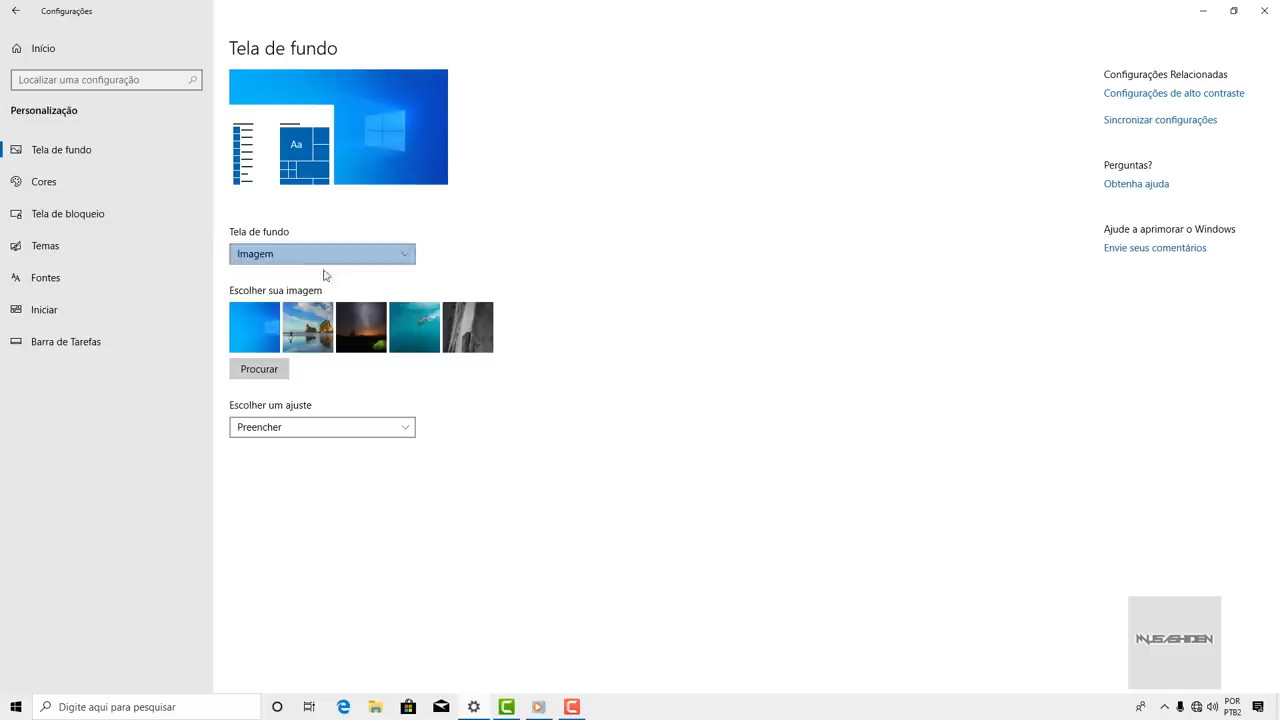 Configurações
Início
Localizar uma configuração
Personalização
Tela de fundo
Cores
Tela de bloqueio
Temas
Fontes
Iniciar
Barra de Tarefas
Tela de fundo
Aa
Tela de fundo
Imagem
Escolher sua imagem
Procurar
Escolher um ajuste
Preencher
Configurações Relacionadas
Configurações de alto contraste
Sincronizar configurações
Perguntas?
Obtenha ajuda
Ajude a aprimorar o Windows
Envie seus comentários
Digite aqui para pesquisar
POR
PTB2